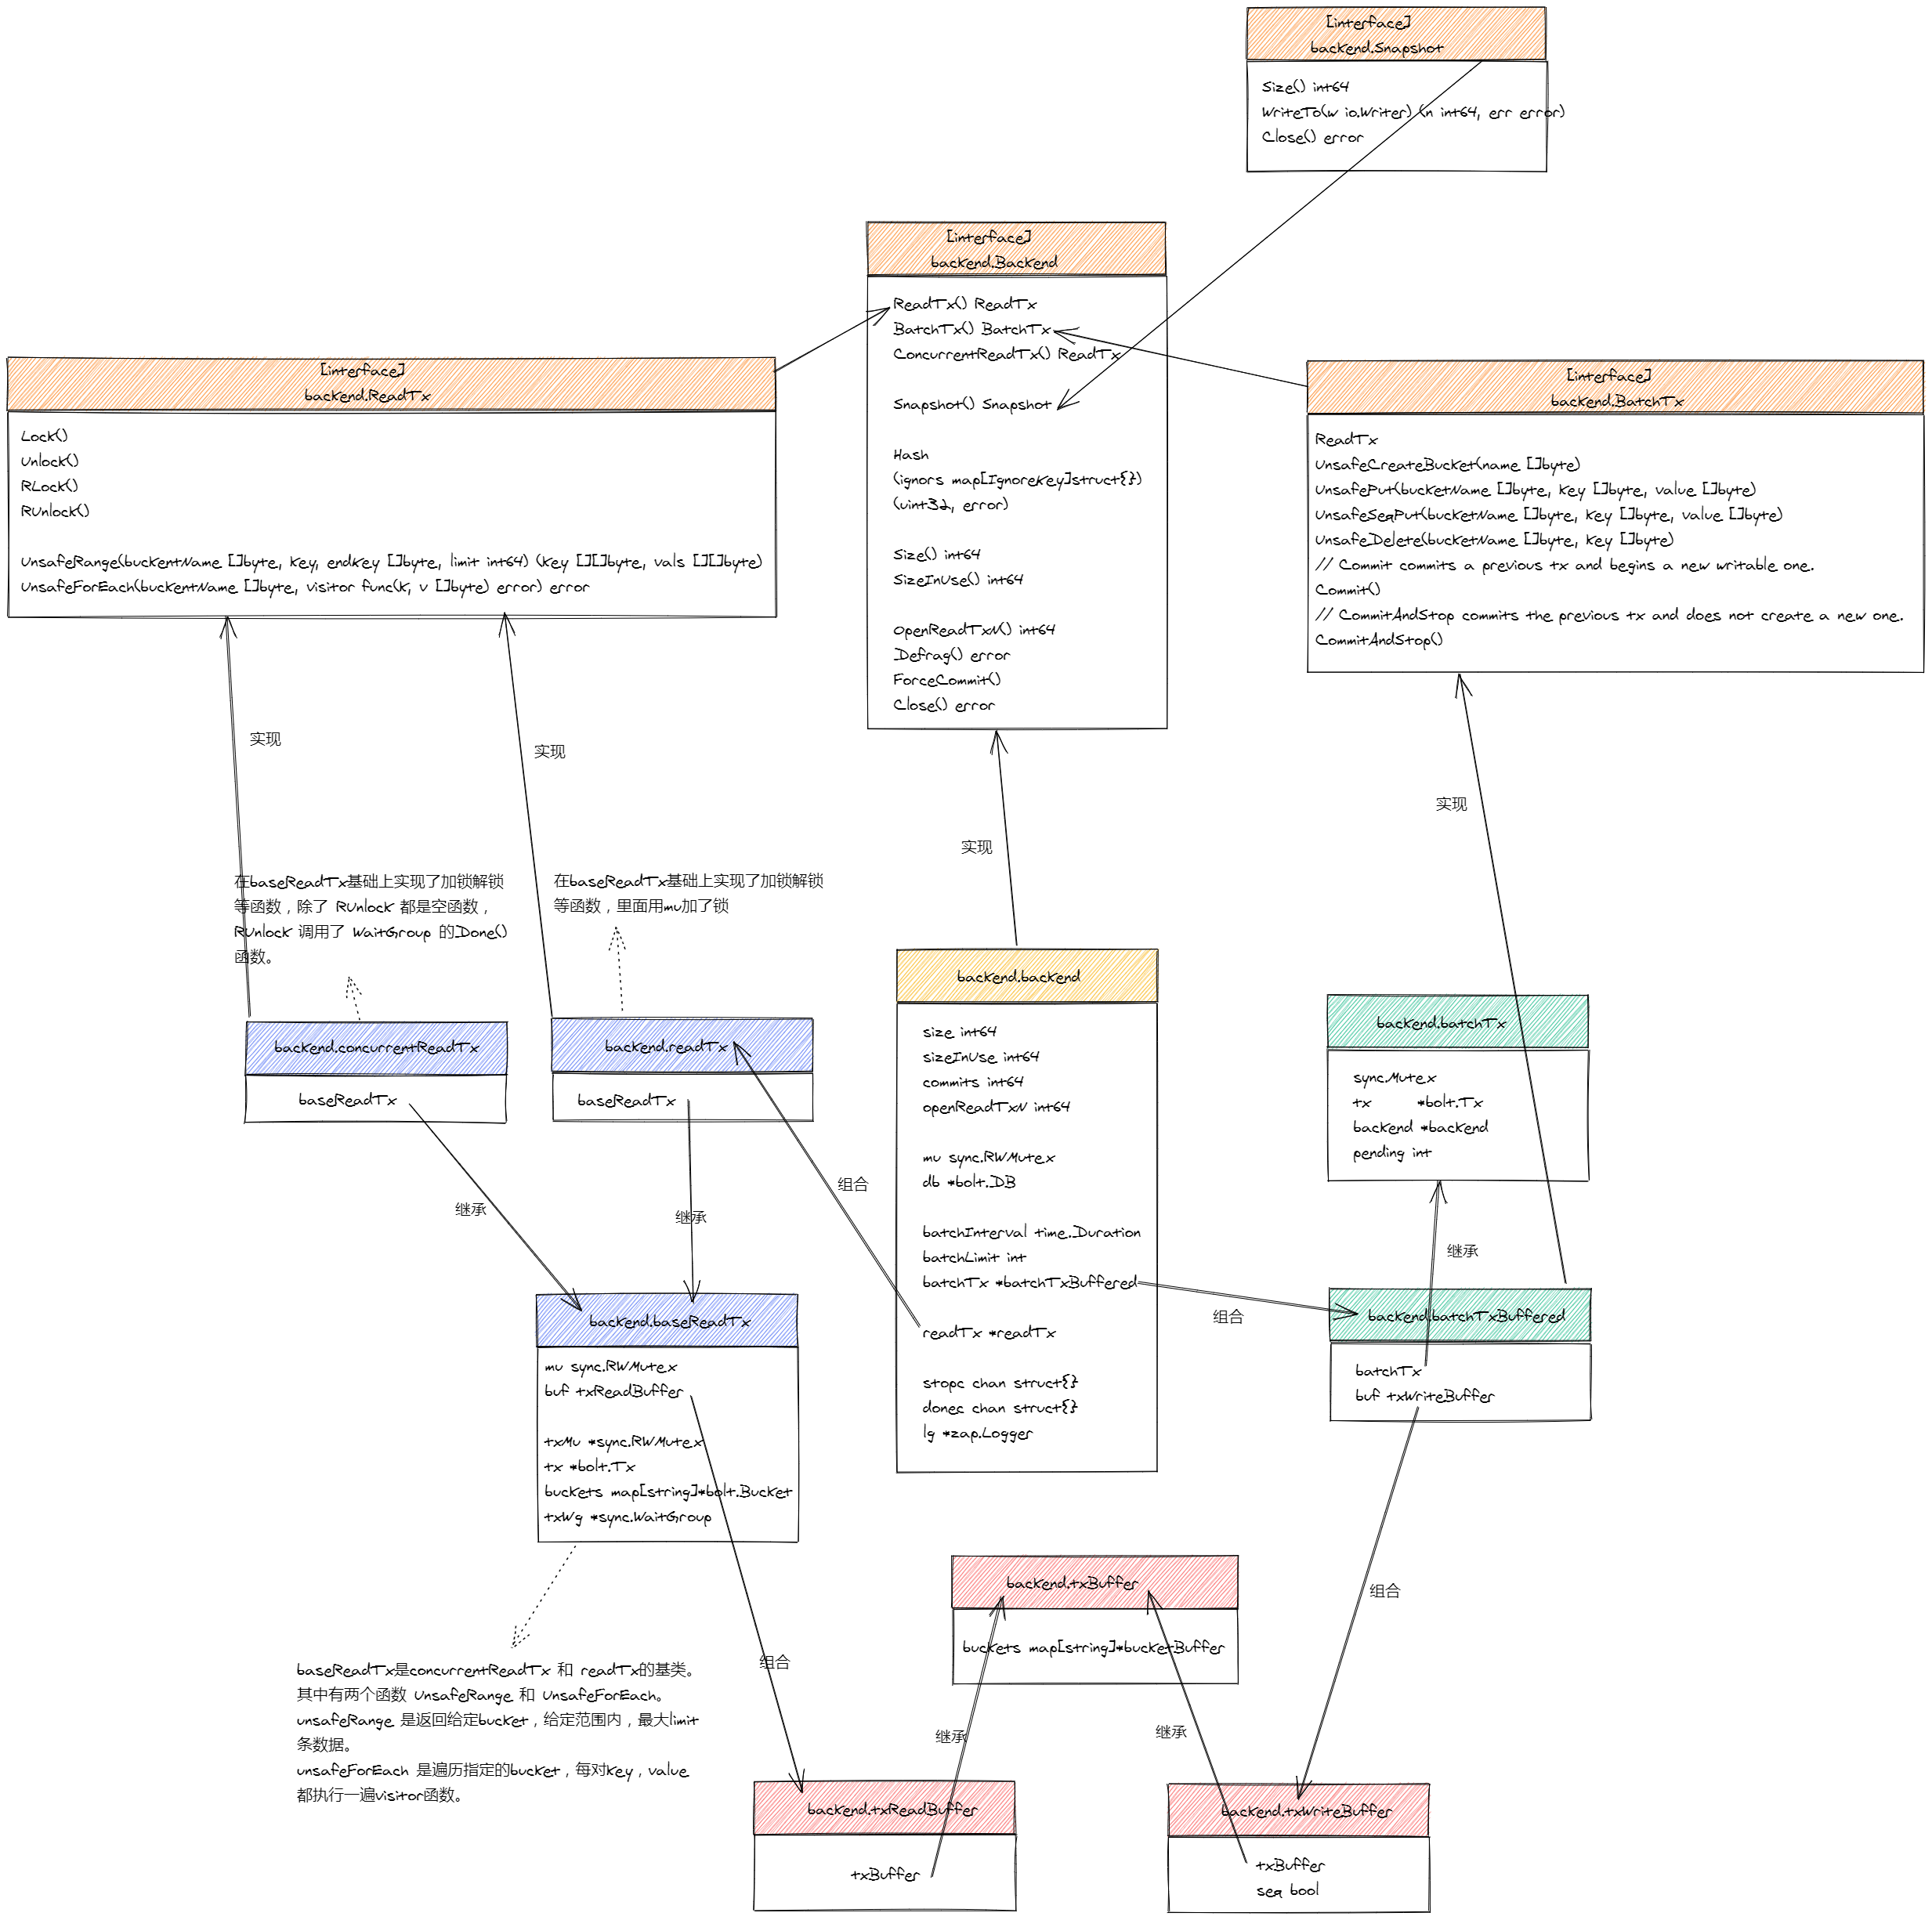 [interface]
backend.Snapshot
Size() int64
WriteTo(w io.Writer) (n int64, err error)
Close() error
[interface]
backend.Backend
ReadTx() ReadTx
BatchTx() BatchTx
ConcurrentReadTx() ReadTx
Snapshot() Snapshot
Hash
(ignors map[IgnoreKey]struct{})
(uint32, error)
Size() int64
SizeInUse() int64
OpenReadTxN() int64
Defrag() error
ForceCommit()
Close() error
[interface]
backend.ReadTx
Lock()
Unlock()
RLock()
RUnlock()
UnsafeRange(buckentName []byte, key, endkey []byte, limit int64) (key [][]byte, vals [][]byte)
UnsafeForEach(buckentName []byte, visitor func(k, v []byte) error) error
[interface]
backend.BatchTx
ReadTx
UnsafeCreateBucket(name []byte)
UnsafePut(bucketName []byte, key []byte, value []byte)
UnsafeSeqPut(bucketName []byte, key []byte, value []byte)
UnsafeDelete(bucketName []byte, key []byte)
// Commit commits a previous tx and begins a new writable one.
Commit()
// CommitAndStop commits the previous tx and does not create a new one.
CommitAndStop()
实现
实现
实现
实现
在baseReadTx基础上实现了加锁解锁
等函数，除了 RUnlock 都是空函数，
RUnlock 调用了 WaitGroup 的Done()
函数。
在baseReadTx基础上实现了加锁解锁
等函数，里面用mu加了锁
backend.concurrentReadTx
baseReadTx
backend.readTx
baseReadTx
backend.backend
size int64
sizeInUse int64
commits int64
openReadTxN int64
mu sync.RWMutex
db *bolt.DB
batchInterval time.Duration
batchLimit int
batchTx *batchTxBuffered
readTx *readTx
stopc chan struct{}
donec chan struct{}
lg *zap.Logger
backend.batchTx
sync.Mutex
tx *bolt.Tx
backend *backend
pending int
组合
继承
继承
继承
组合
backend.baseReadTx
mu sync.RWMutex
buf txReadBuffer
txMu *sync.RWMutex
tx *bolt.Tx
buckets map[string]*bolt.Bucket
txWg *sync.WaitGroup
backend.batchTxBuffered
batchTx
buf txWriteBuffer
backend.txBuffer
buckets map[string]*bucketBuffer
组合
组合
baseReadTx是concurrentReadTx 和 readTx的基类。
其中有两个函数 UnsafeRange 和 UnsafeForEach。
unsafeRange 是返回给定bucket，给定范围内，最大limit
条数据。
unsafeForEach 是遍历指定的bucket，每对key，value
都执行一遍visitor函数。
继承
继承
backend.txReadBuffer
txBuffer
backend.txWriteBuffer
txBuffer
seq bool